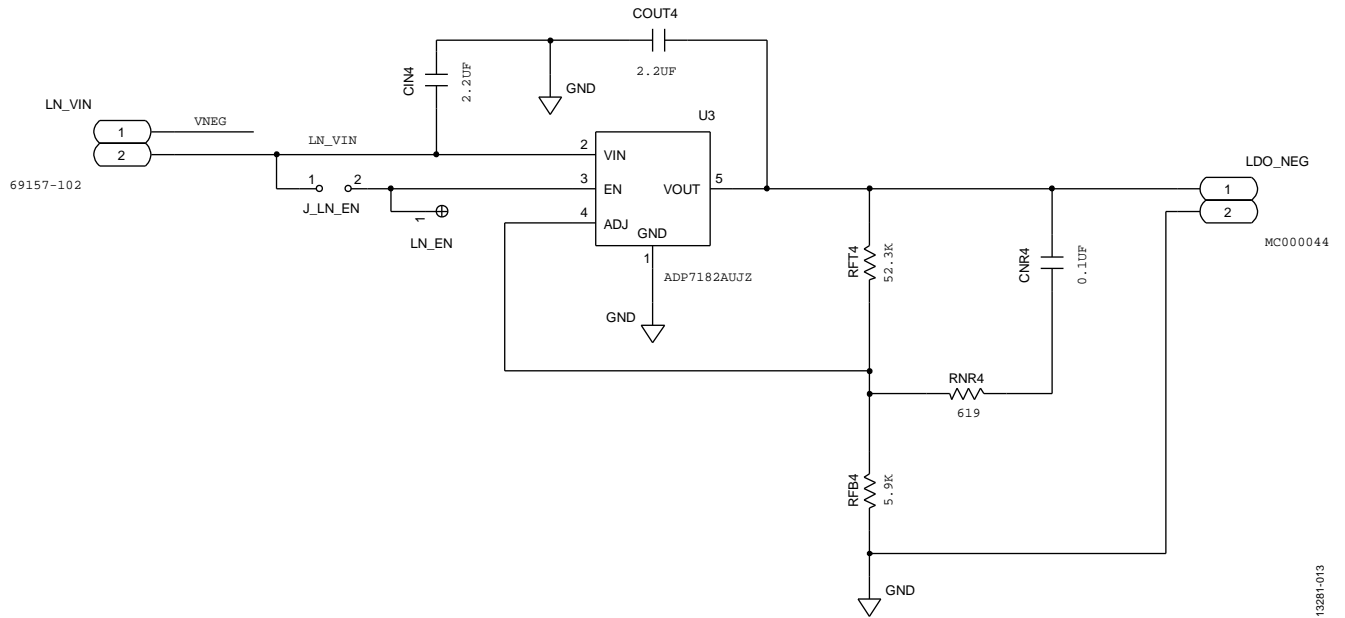 COUT4
2.2UF
CIN4
2.2UF
GND
LN_VIN
1
2
VNEG
LN_VIN
69157-102
1
2
J_LN_EN
1
LN_EN
U3
2
VIN
3
EN
4
ADJ
VOUT
5
GND
1
ADP7182AUJZ
GND
LDO_NEG
1
2
MC000044
RFT4
52.3K
CNR4
0.1UF
RNR4
619
RFB4
5.9K
GND
13281-013